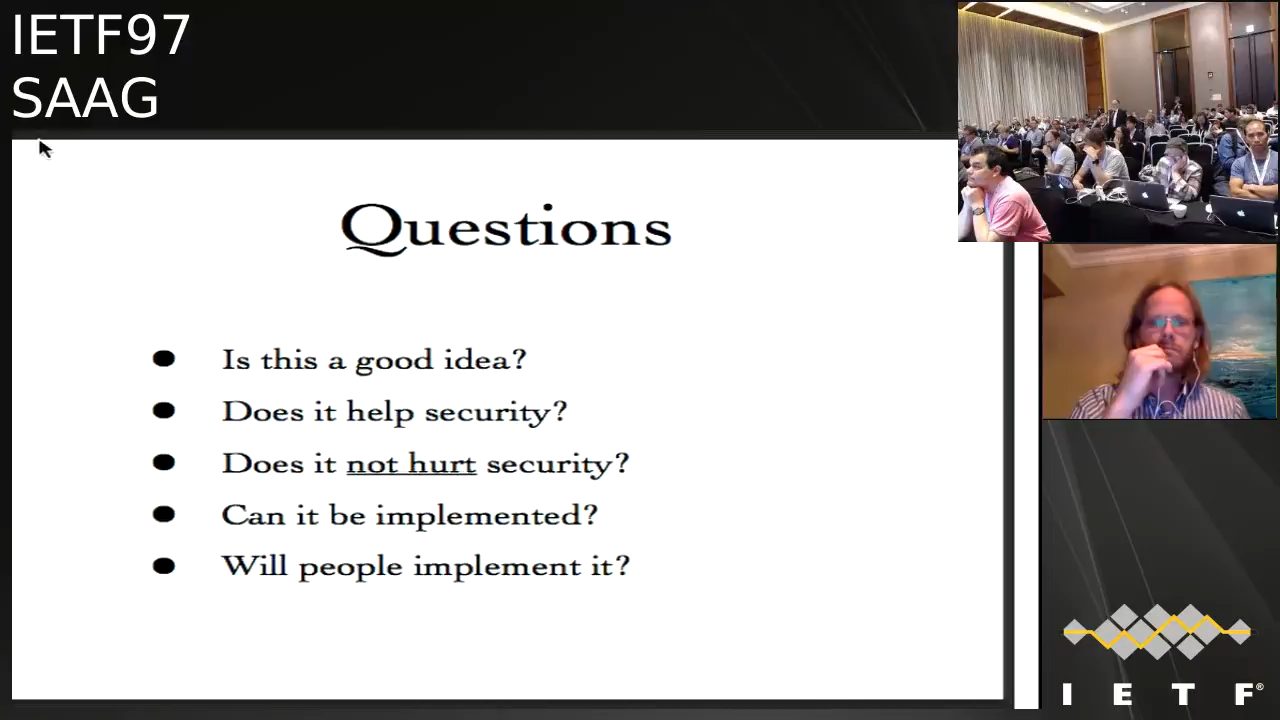 IETF97
SAAG
Questions
Is this a good idea?
Does it help security?
Does it not hurt security?
Can it be implemented?
Will people implement it?
I E T F®